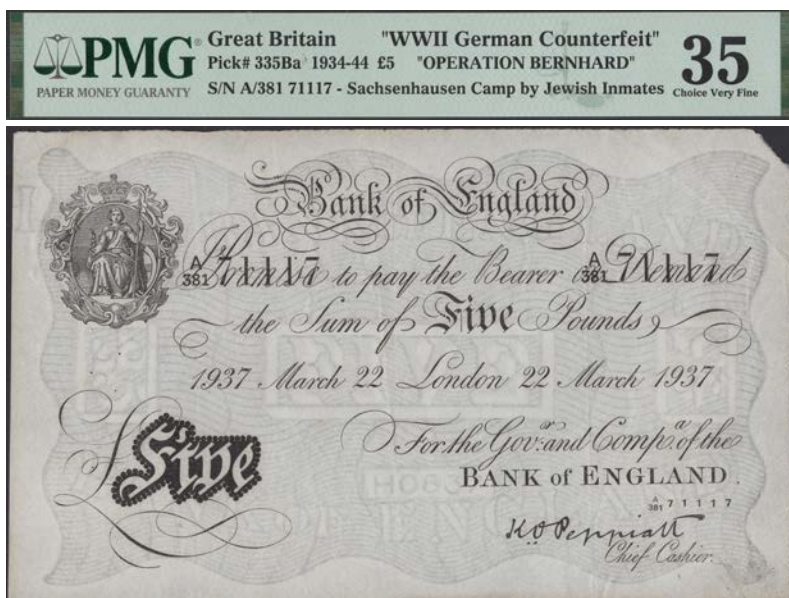 PMG Great Britain "WWII German Counterfeit" 35
Pick# 335Ba 1934-44 £5 "OPERATION BERNHARD"
PAPER MONEY GUARANTY S/N A/381 71117 - Sachsenhausen Camp by Jewish Inmates Choice Very Fine
Bank of England
A/381 71117 A/381 71117
Promise to pay the Bearer on Demand
the Sum of Five Pounds
1937 March 22 London 22 March 1937
For the Govr. and Compa. of the
Five
BANK of ENGLAND.
A/381 71117
K O Peppiatt
Chief Cashier.